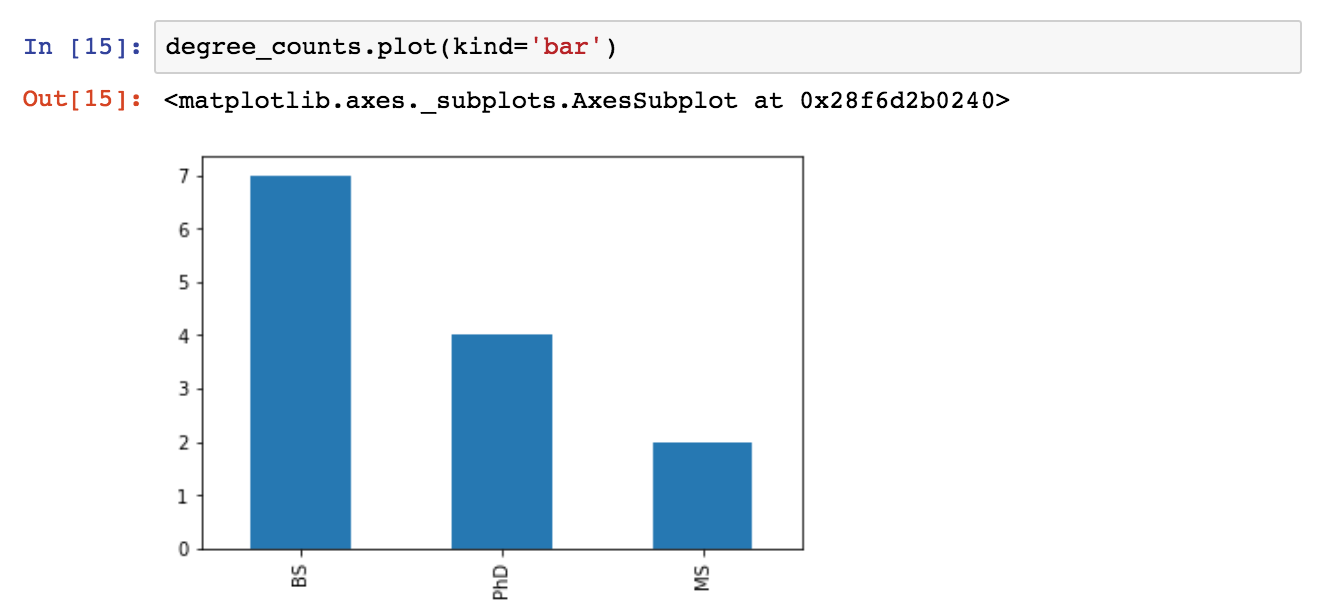 In [15]: degree_counts.plot(kind='bar')
Out[15]: <matplotlib.axes._subplots.AxesSubplot at 0x28f6d2b0240>
7
6
5
4
3
2
1
0
BS PhD MS